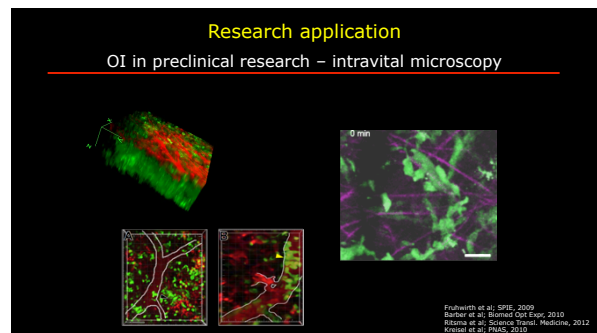 Research application
OI in preclinical research – intravital microscopy
0 min
A
B
Fruhwirth et al; SPIE, 2009
Barber et al; Biomed Opt Expr, 2010
Ritsma et al; Science Transl. Medicine, 2012
Kreisel et al; PNAS, 2010